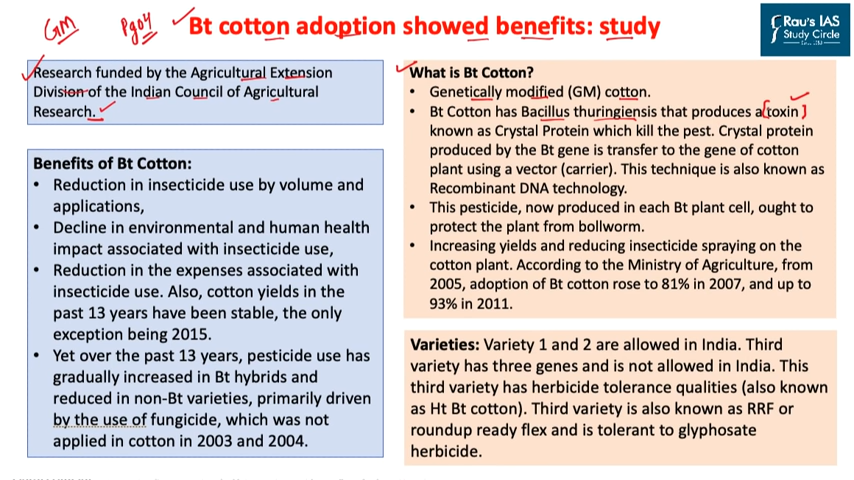 GM Pg04 Bt cotton adoption showed benefits: study
Rau's IAS
Study Circle
Research funded by the Agricultural Extension
Division of the Indian Council of Agricultural
Research.
Benefits of Bt Cotton:
• Reduction in insecticide use by volume and
applications,
• Decline in environmental and human health
impact associated with insecticide use,
• Reduction in the expenses associated with
insecticide use. Also, cotton yields in the
past 13 years have been stable, the only
exception being 2015.
• Yet over the past 13 years, pesticide use has
gradually increased in Bt hybrids and
reduced in non-Bt varieties, primarily driven
by the use of fungicide, which was not
applied in cotton in 2003 and 2004.
What is Bt Cotton?
• Genetically modified (GM) cotton.
• Bt Cotton has Bacillus thuringiensis that produces a toxin
known as Crystal Protein which kill the pest. Crystal protein
produced by the Bt gene is transfer to the gene of cotton
plant using a vector (carrier). This technique is also known as
Recombinant DNA technology.
• This pesticide, now produced in each Bt plant cell, ought to
protect the plant from bollworm.
• Increasing yields and reducing insecticide spraying on the
cotton plant. According to the Ministry of Agriculture, from
2005, adoption of Bt cotton rose to 81% in 2007, and up to
93% in 2011.
Varieties: Variety 1 and 2 are allowed in India. Third
variety has three genes and is not allowed in India. This
third variety has herbicide tolerance qualities (also known
as Ht Bt cotton). Third variety is also known as RRF or
roundup ready flex and is tolerant to glyphosate
herbicide.